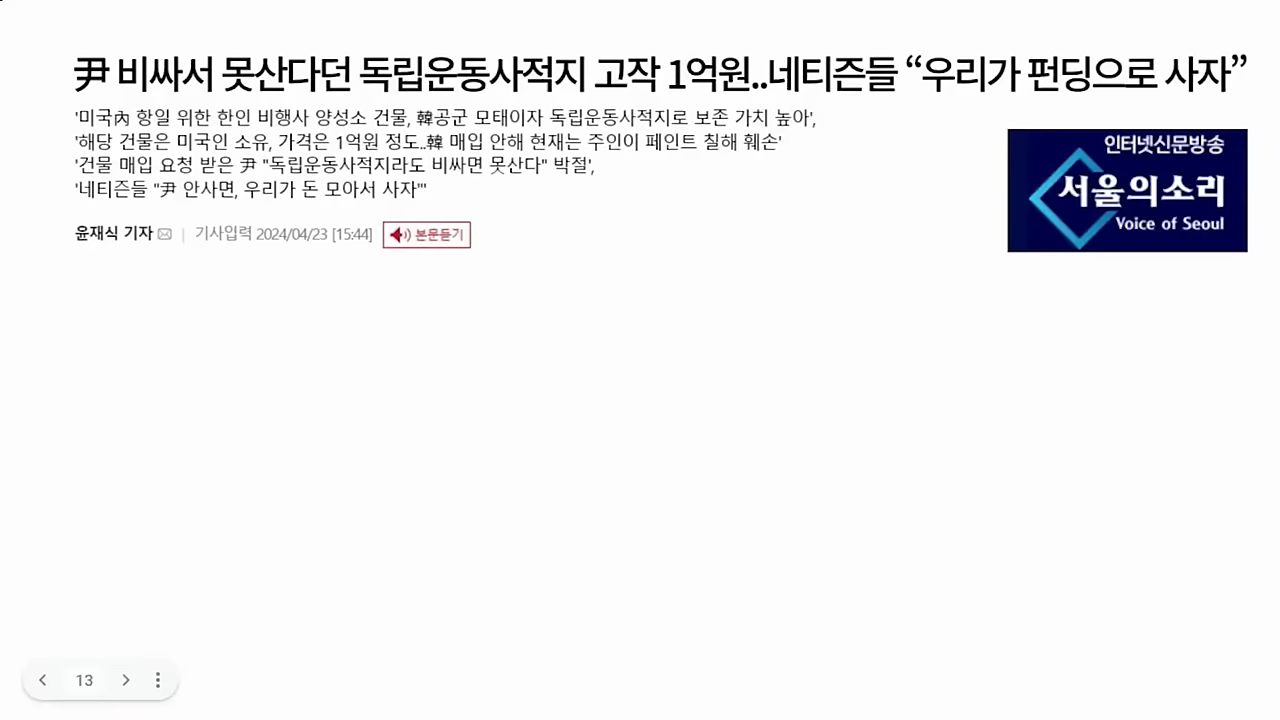 尹 비싸서 못산다던 독립운동사적지 고작 1억원..네티즌들 “우리가 펀딩으로 사자”
'미국內 항일 위한 한인 비행사 양성소 건물, 韓공군 모태이자 독립운동사적지로 보존 가치 높아',
'해당 건물은 미국인 소유, 가격은 1억원 정도..韓 매입 안해 현재는 주인이 페인트 칠해 훼손'
'건물 매입 요청 받은 尹 "독립운동사적지라도 비싸면 못산다" 박절',
'네티즌들 "尹 안사면, 우리가 돈 모아서 사자"'
윤재식 기자 | 기사입력 2024/04/23 [15:44] 본문듣기
인터넷신문방송
서울의소리
Voice of Seoul
13